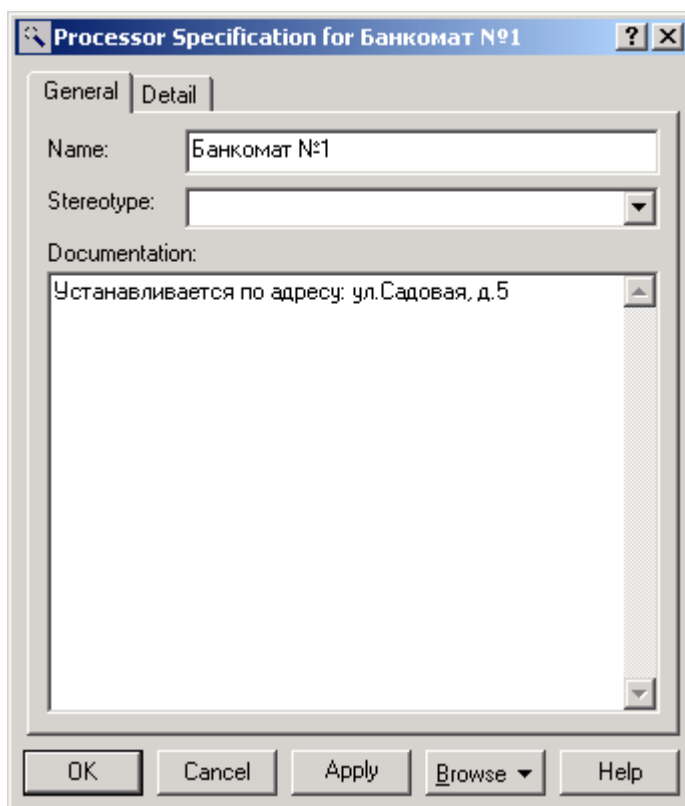 Processor Specification for Банкомат №1
General Detail
Name: Банкомат №1
Stereotype:
Documentation:
Устанавливается по адресу: ул.Садовая, д.5
OK Cancel Apply Browse Help